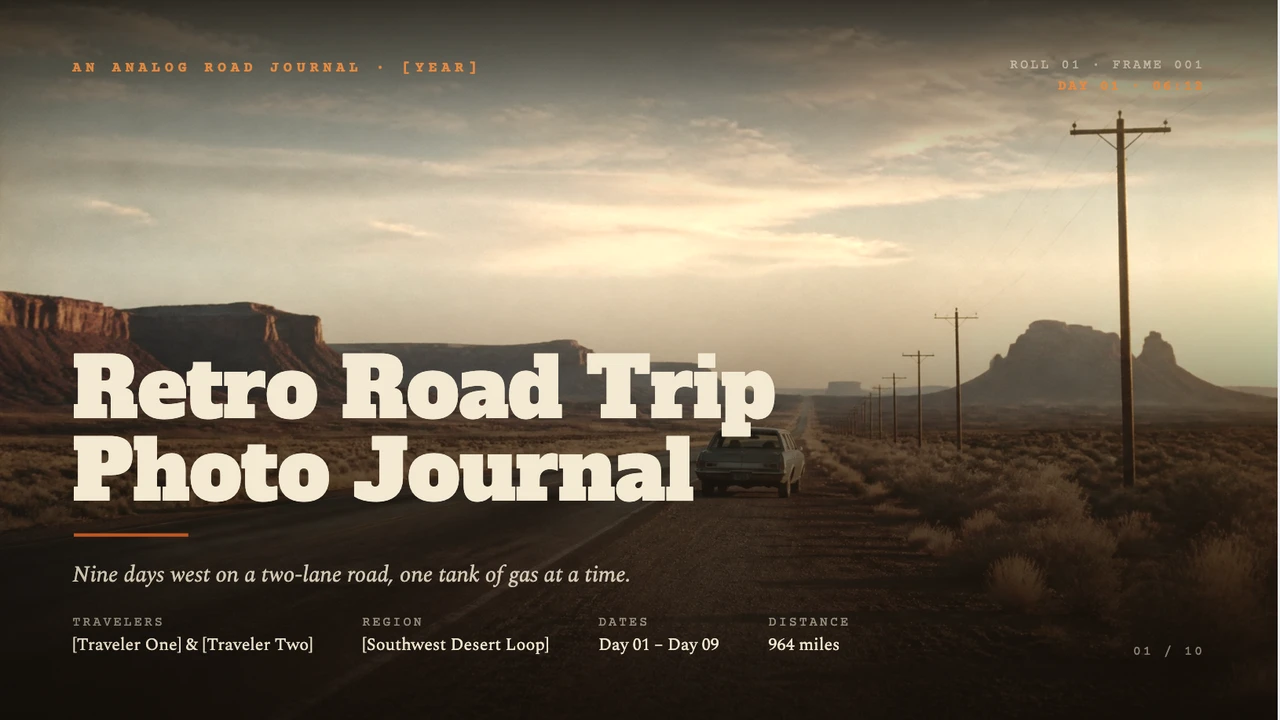 AN ANALOG ROAD JOURNAL · [YEAR]
ROLL 01 · FRAME 001
DAY 01
Retro Road Trip
Photo Journal
Nine days west on a two-lane road, one tank of gas at a time.
TRAVELERS
[Traveler One] & [Traveler Two]
REGION
[Southwest Desert Loop]
DATES
Day 01 – Day 09
DISTANCE
964 miles
01 / 10